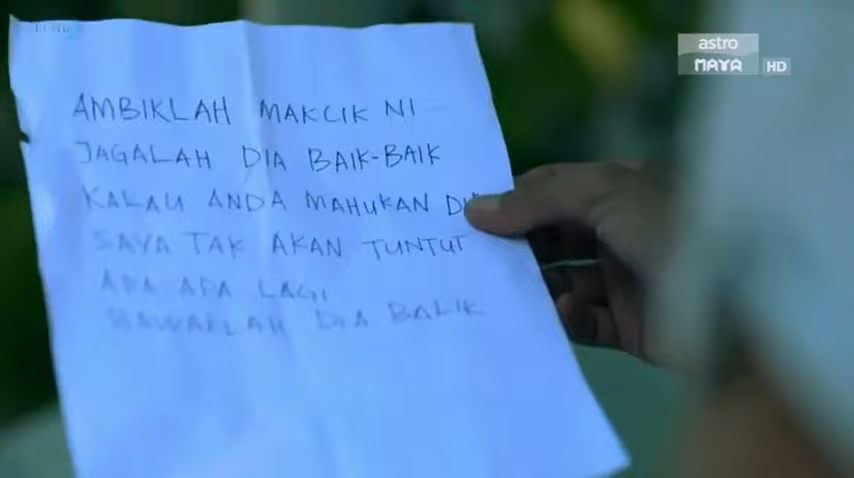 astro
MAYA HD
AMBIKLAH MAKCIK NI
JAGALAH DIA BAIK-BAIK
KALAU ANDA MAHUKAN
SAYA TAK AKAN TUNTUT
APA APA LAGI
BAWAKLAH DIA BALIK